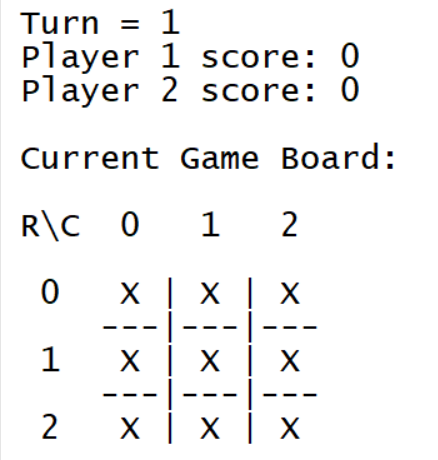 Turn = 1
Player 1 score: 0
Player 2 score: 0
Current Game Board:
R\C 0 1 2
0 X | X | X
---|---|---
1 X | X | X
---|---|---
2 X | X | X